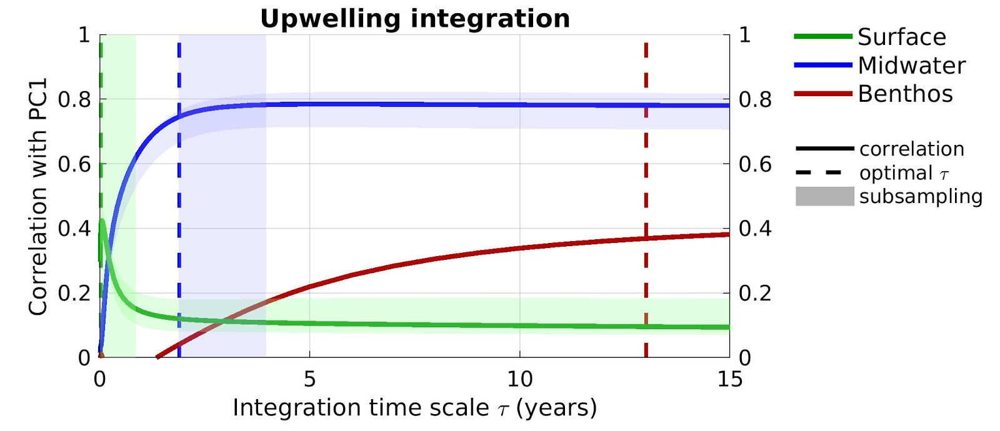 Upwelling integration
Correlation with PC1
1
0.8
0.6
0.4
0.2
0
1
0.8
0.6
0.4
0.2
0
0
5
10
15
Integration time scale τ (years)
Surface
Midwater
Benthos
correlation
optimal τ
subsampling